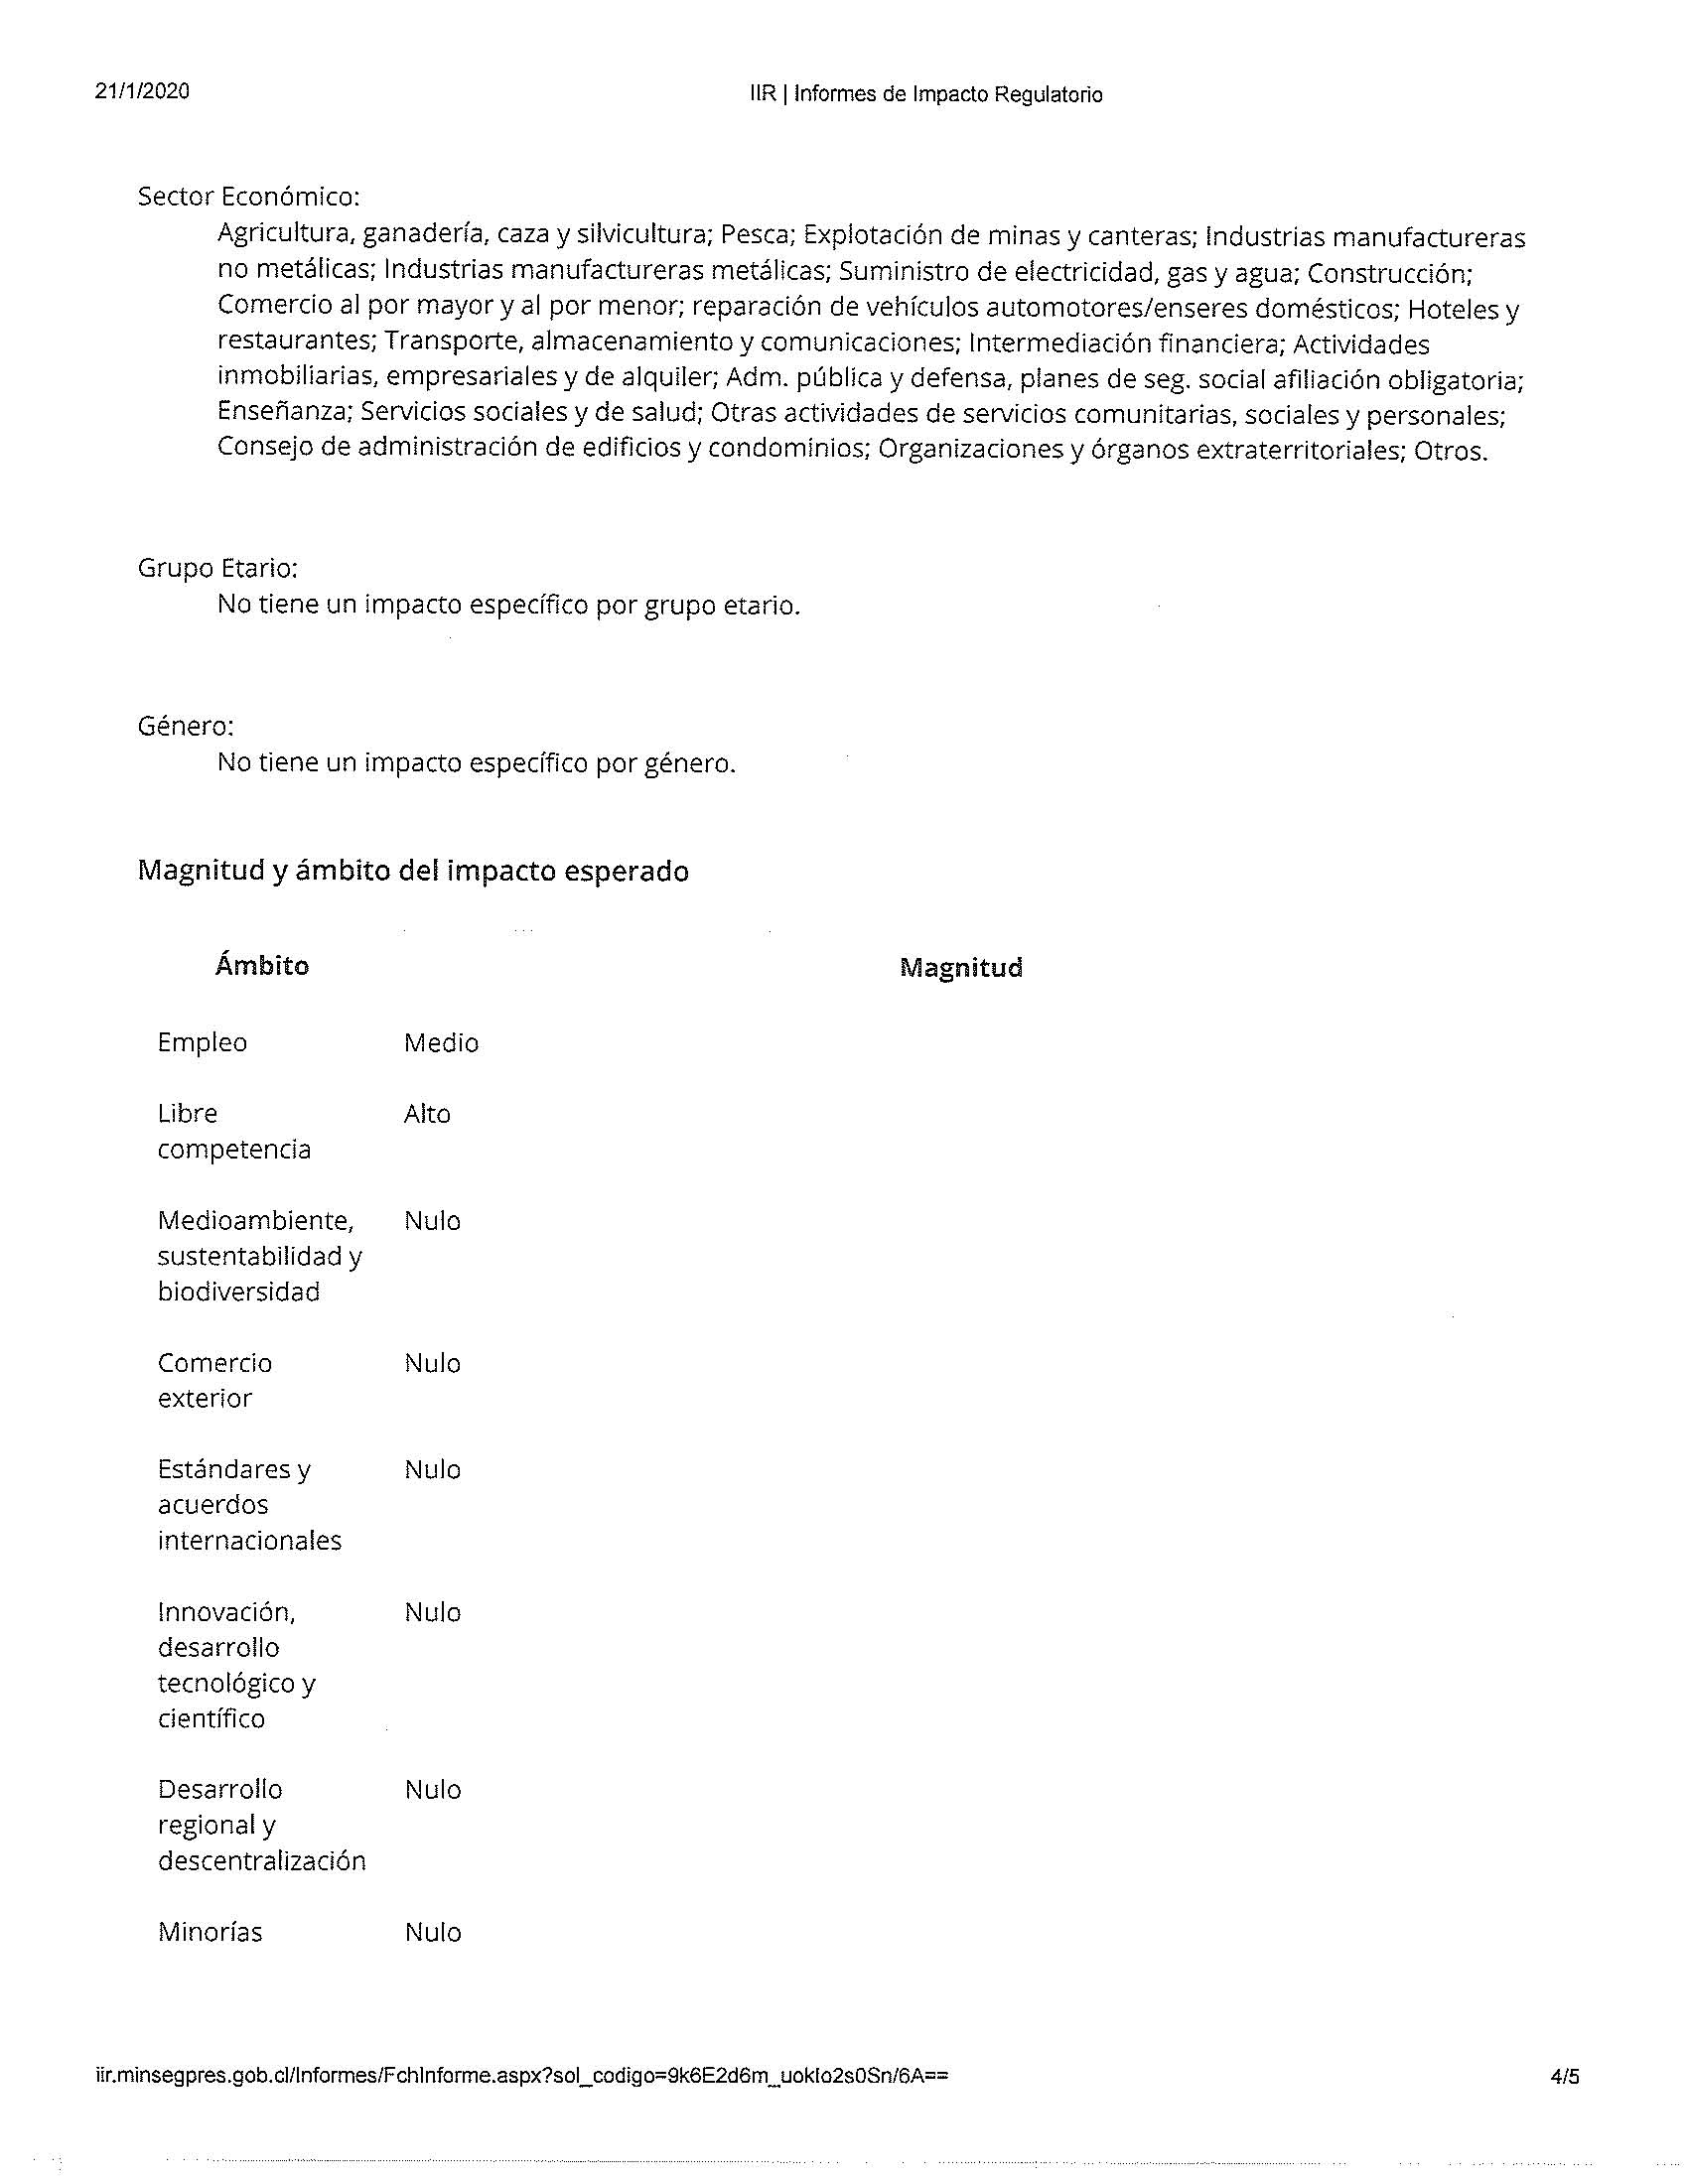 21/1/2020
IIR | Informes de Impacto Regulatorio
Sector Económico:
Agricultura, ganadería, caza y silvicultura; Pesca; Explotación de minas y canteras; Industrias manufactureras
no metálicas; Industrias manufactureras metálicas; Suministro de electricidad, gas y agua; Construcción;
Comercio al por mayor y al por menor; reparación de vehículos automotores/enseres domésticos; Hoteles y
restaurantes; Transporte, almacenamiento y comunicaciones; Intermediación financiera; Actividades
inmobiliarias, empresariales y de alquiler; Adm. pública y defensa, planes de seg. social afiliación obligatoria;
Enseñanza; Servicios sociales y de salud; Otras actividades de servicios comunitarias, sociales y personales;
Consejo de administración de edificios y condominios; Organizaciones y órganos extraterritoriales; Otros.
Grupo Etario:
No tiene un impacto específico por grupo etario.
Género:
No tiene un impacto específico por género.
Magnitud y ámbito del impacto esperado
Ámbito Magnitud
Empleo Medio
Libre Alto
competencia
Medioambiente, Nulo
sustentabilidad y
biodiversidad
Comercio Nulo
exterior
Estándares y Nulo
acuerdos
internacionales
Innovación, Nulo
desarrollo
tecnológico y
científico
Desarrollo Nulo
regional y
descentralización
Minorías Nulo
iir.minsegpres.gob.cl/Informes/FchInforme.aspx?sol_codigo=9k6E2d6m_uokIo2s0Sn/6A==
4/5